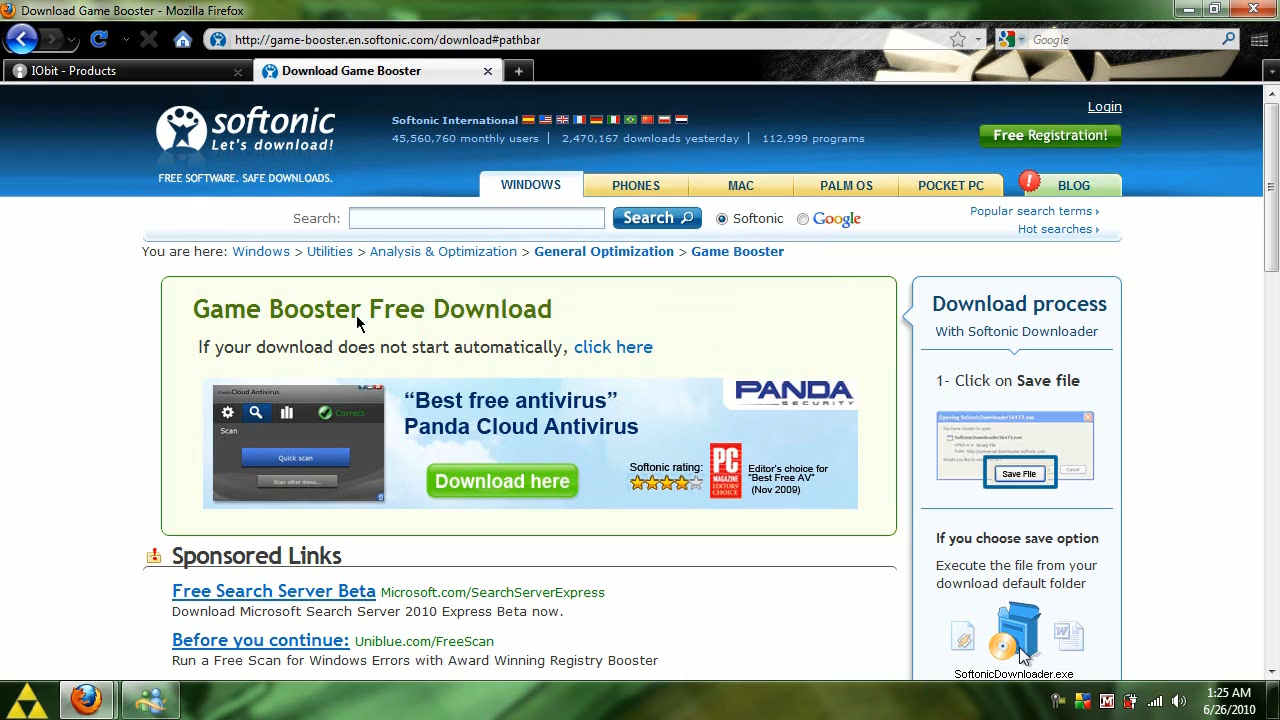 Download Game Booster - Mozilla Firefox
http://game-booster.en.softonic.com/download#pathbar
Google
IObit - Products
Download Game Booster
softonic
Let's download!
FREE SOFTWARE. SAFE DOWNLOADS.
Softonic International
45,560,760 monthly users | 2,470,167 downloads yesterday | 112,999 programs
Login
Free Registration!
WINDOWS PHONES MAC PALM OS POCKET PC BLOG
Search: Search Softonic Google
Popular search terms
Hot searches
You are here: Windows > Utilities > Analysis & Optimization > General Optimization > Game Booster
Game Booster Free Download
If your download does not start automatically, click here
PandaCloud Antivirus
Correct
Scan
Quick scan
Scan other items...
“Best free antivirus”
Panda Cloud Antivirus
Download here
PANDA
SECURITY
Softonic rating:
PC
MAGAZINE
EDITORS'
CHOICE
Editor's choice for
"Best Free AV"
(Nov 2009)
Sponsored Links
Free Search Server Beta Microsoft.com/SearchServerExpress
Download Microsoft Search Server 2010 Express Beta now.
Before you continue: Uniblue.com/FreeScan
Run a Free Scan for Windows Errors with Award Winning Registry Booster
Download process
With Softonic Downloader
1- Click on Save file
Save File
Cancel
If you choose save option
Execute the file from your
download default folder
SoftonicDownloader.exe
1:25 AM
6/26/2010